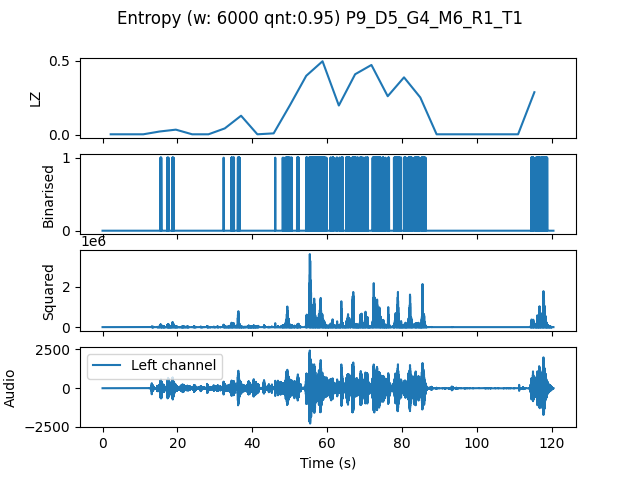 Entropy (w: 6000 qnt:0.95) P9_D5_G4_M6_R1_T1
0.5
LZ
0.0
1
Binarised
0
1e6
2
Squared
0
2500
Left channel
Audio
0
−2500
0 20 40 60 80 100 120
Time (s)